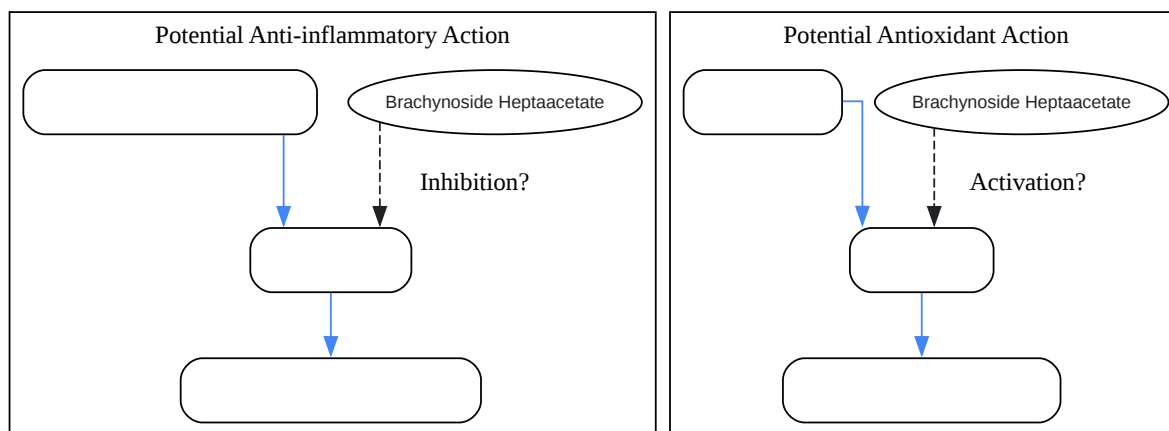 Potential Anti-inflammatory Action
Brachynoside Heptaacetate
Inhibition?
Potential Antioxidant Action
Brachynoside Heptaacetate
Activation?